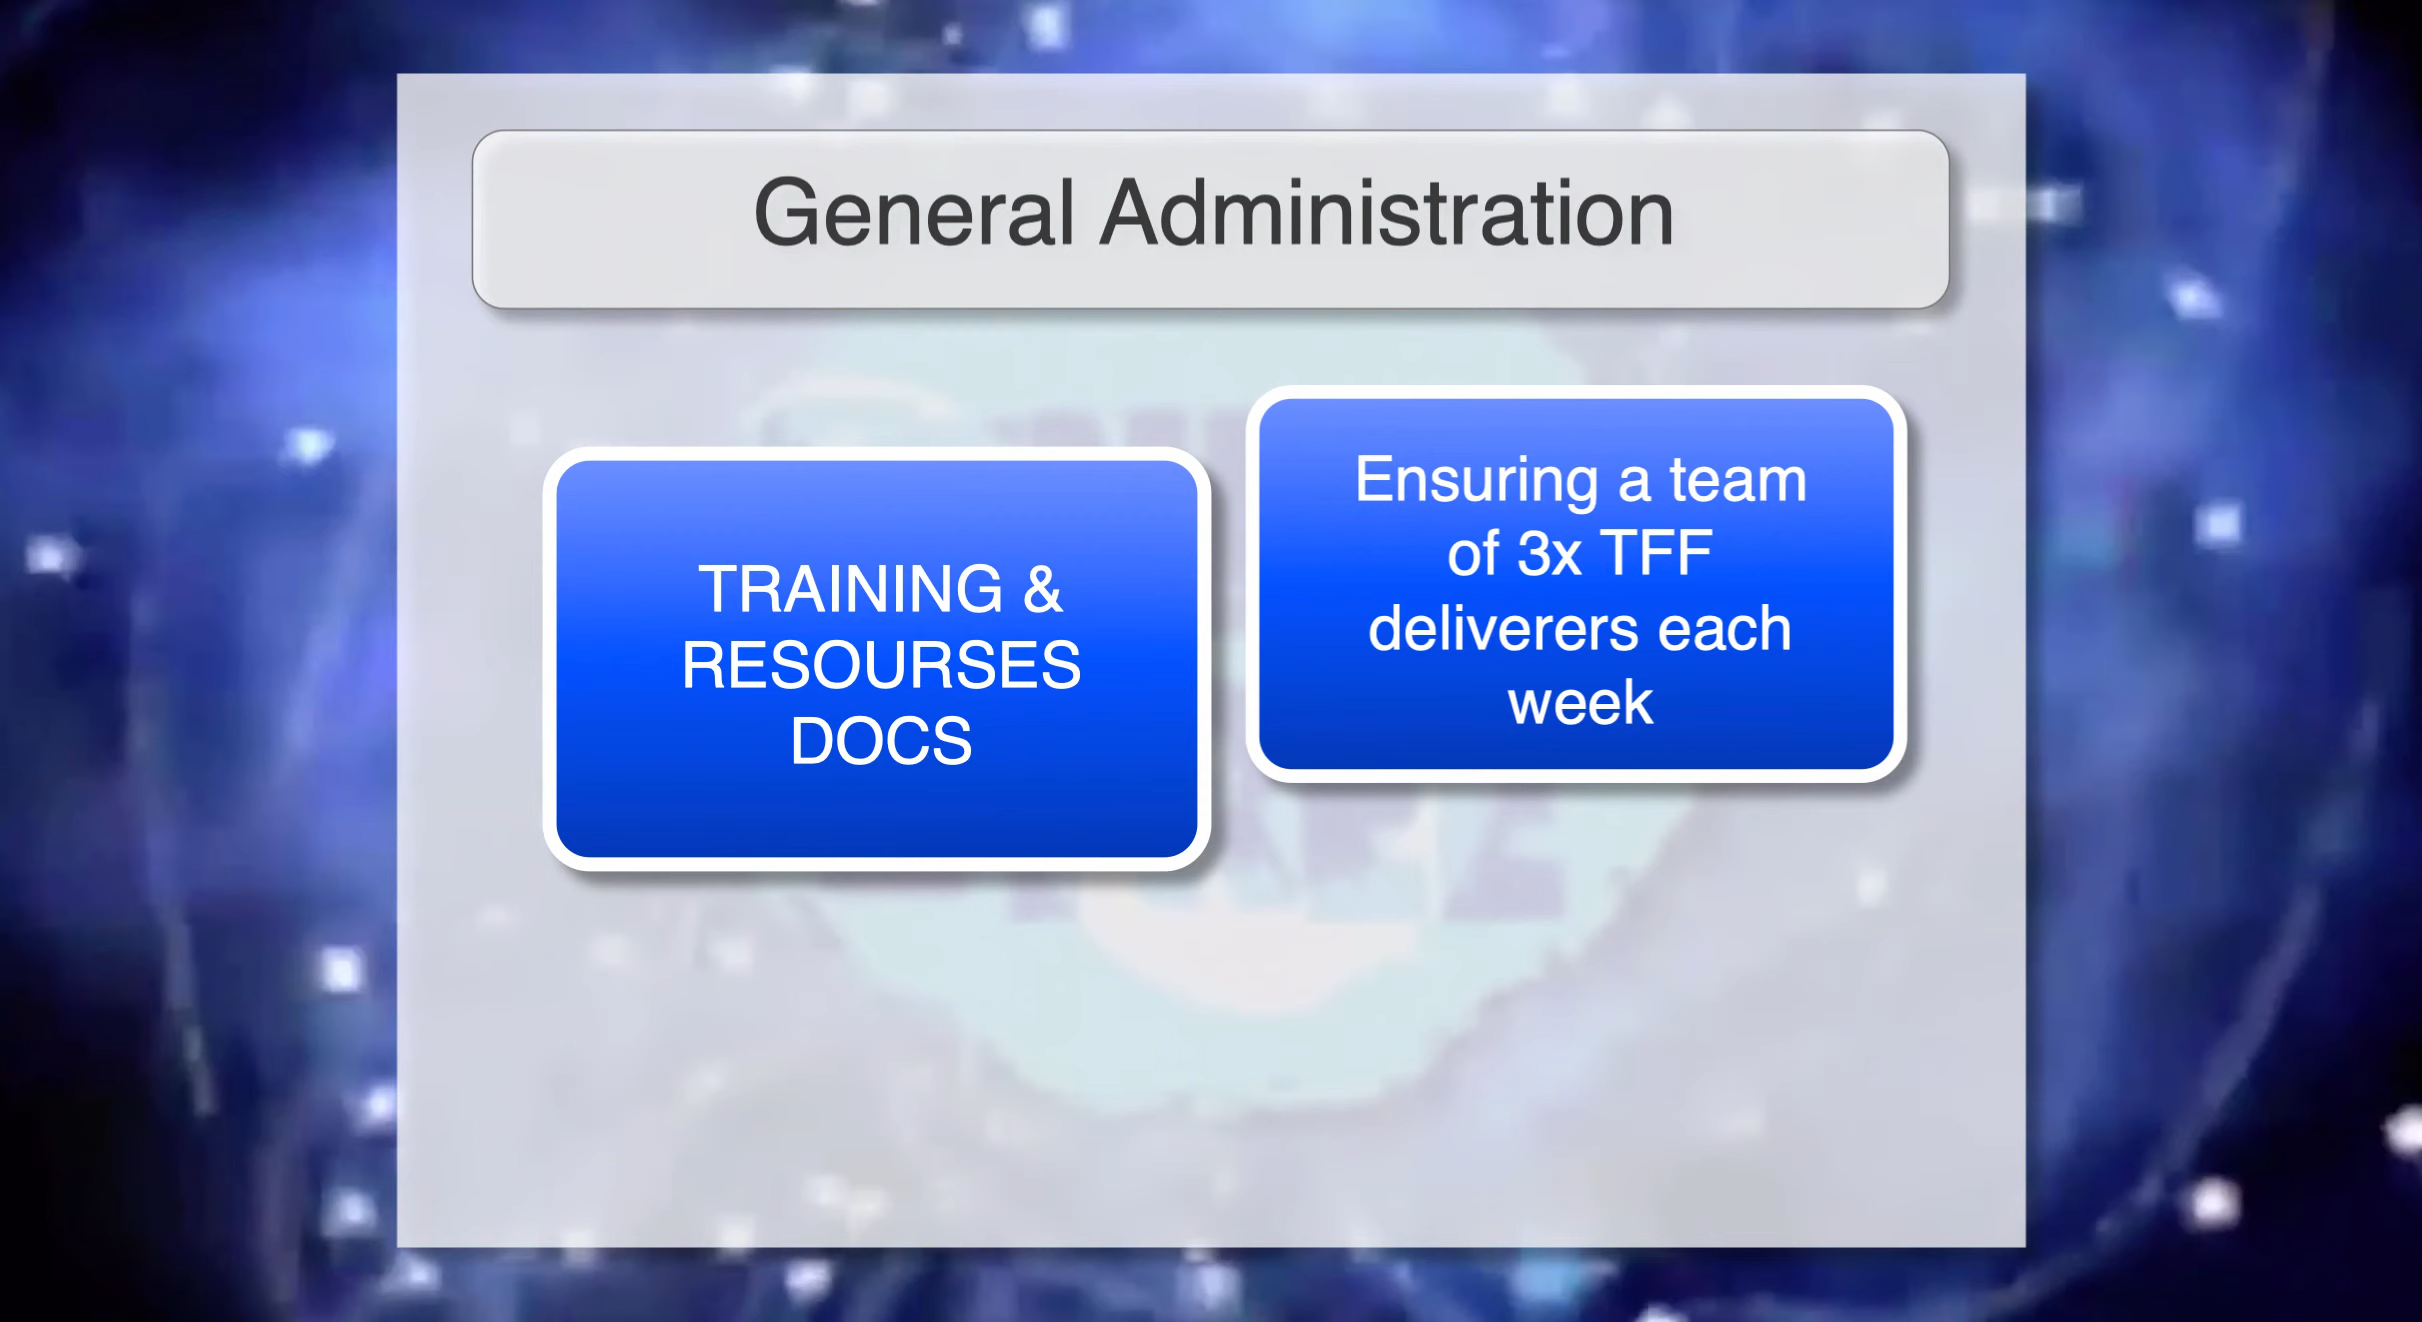 General Administration
TRAINING &
RESOURSES
DOCS
Ensuring a team
of 3x TFF
deliverers each
week